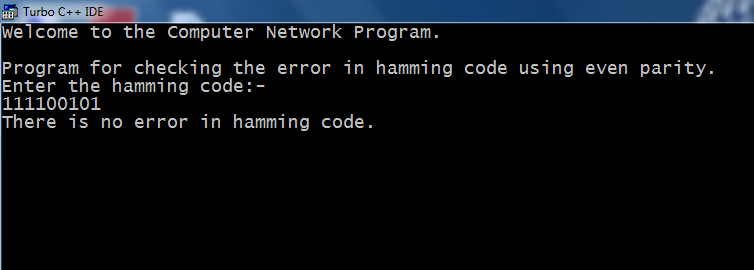 Turbo C++ IDE
Welcome to the Computer Network Program.
Program for checking the error in hamming code using even parity.
Enter the hamming code:-
111100101
There is no error in hamming code.